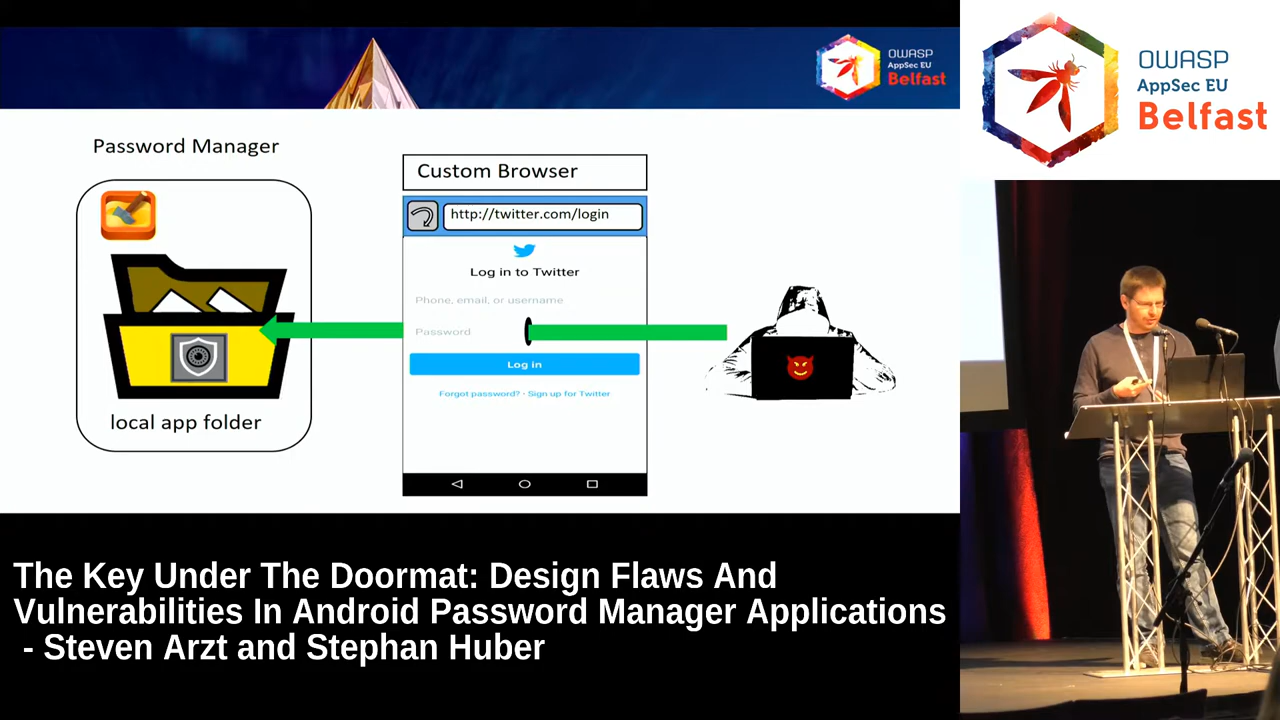 OWASP
AppSec EU
Belfast
OWASP
AppSec EU
Belfast
Password Manager
local app folder
Custom Browser
http://twitter.com/login
Log in to Twitter
Phone, email, or username
Password
Log in
Forgot password? · Sign up for Twitter
The Key Under The Doormat: Design Flaws And
Vulnerabilities In Android Password Manager Applications
- Steven Arzt and Stephan Huber